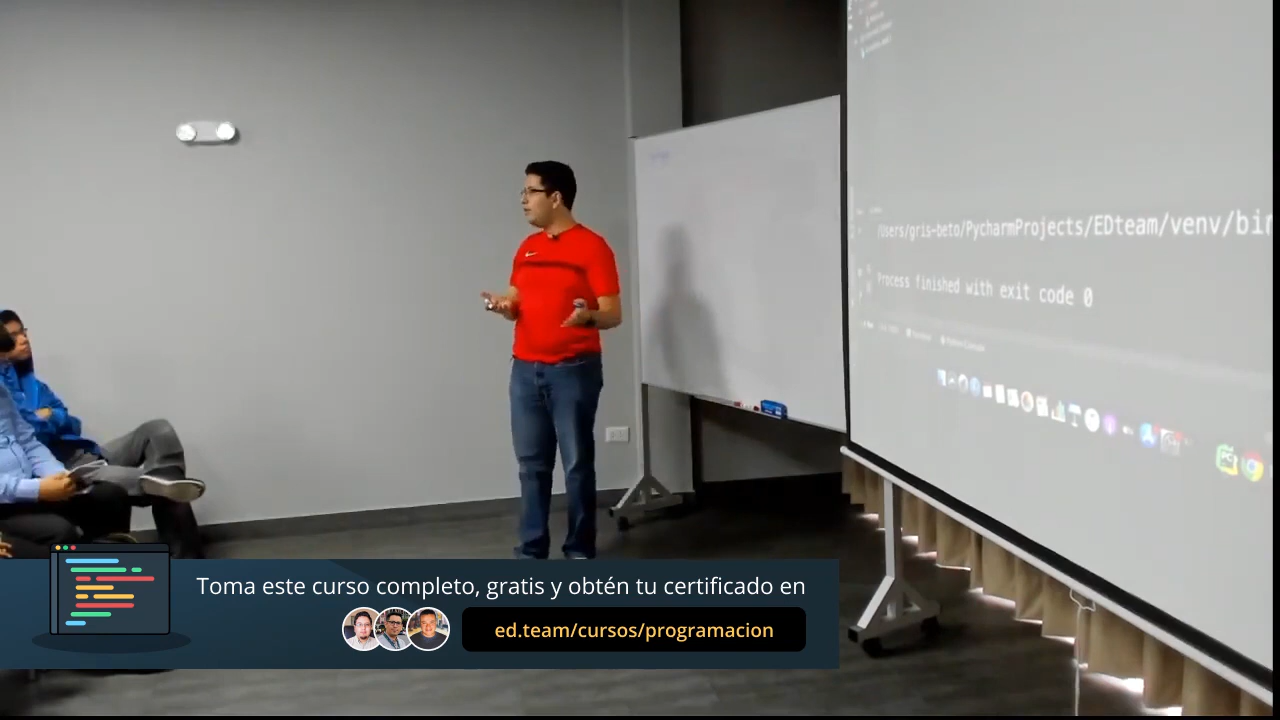 /Users/gris-beto/PycharmProjects/EDteam/venv/bin
Process finished with exit code 0
Toma este curso completo, gratis y obtén tu certificado en
ed.team/cursos/programacion